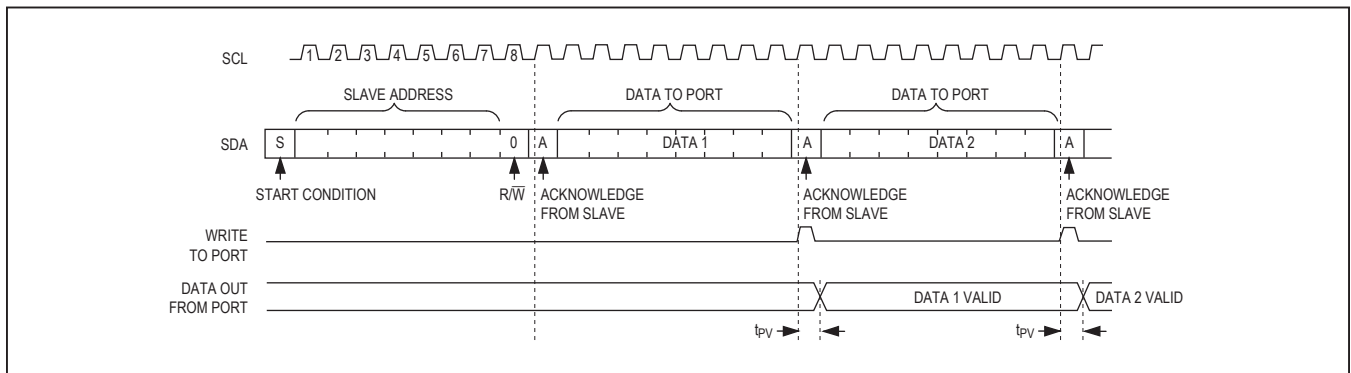 SCL
1 2 3 4 5 6 7 8
SLAVE ADDRESS DATA TO PORT DATA TO PORT
SDA S 0 A DATA 1 A DATA 2 A
START CONDITION R/W̅ ACKNOWLEDGE FROM SLAVE ACKNOWLEDGE FROM SLAVE ACKNOWLEDGE FROM SLAVE
WRITE
TO PORT
DATA OUT
FROM PORT
DATA 1 VALID DATA 2 VALID
tPV tPV